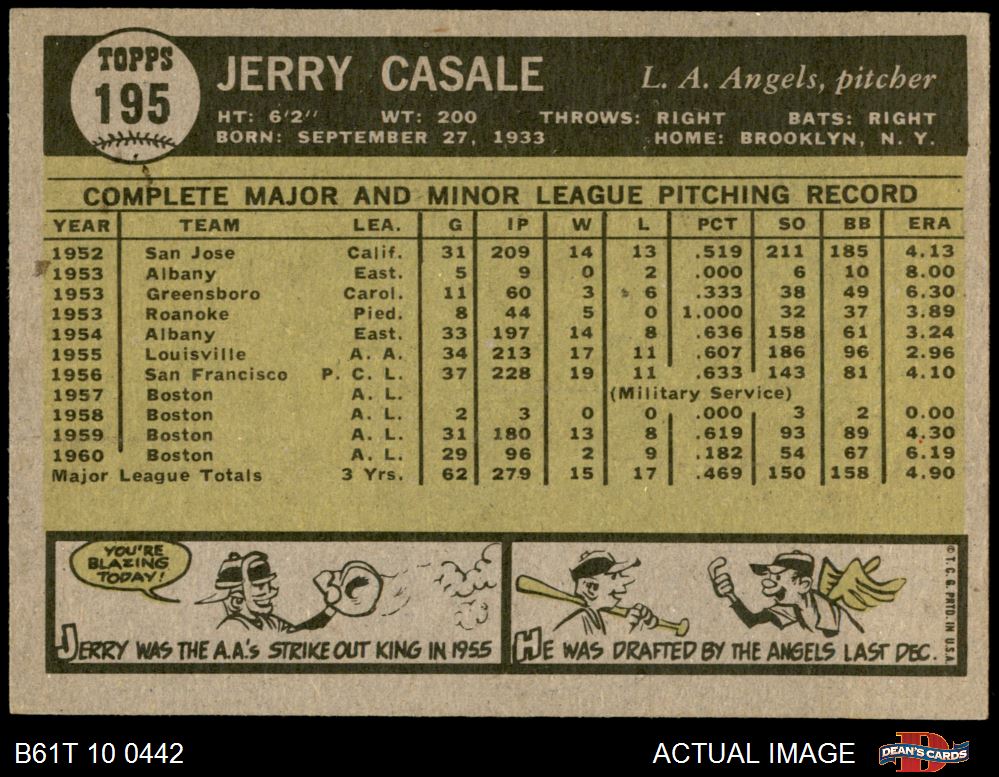 TOPPS
195
JERRY CASALE
L. A. Angels, pitcher
HT: 6'2" WT: 200 THROWS: RIGHT BATS: RIGHT
BORN: SEPTEMBER 27, 1933 HOME: BROOKLYN, N. Y.
COMPLETE MAJOR AND MINOR LEAGUE PITCHING RECORD
YEAR TEAM LEA. G IP W L PCT SO BB ERA
1952 San Jose Calif. 31 209 14 13 .519 211 185 4.13
1953 Albany East. 5 9 0 2 .000 6 10 8.00
1953 Greensboro Carol. 11 60 3 6 .333 38 49 6.30
1953 Roanoke Pied. 8 44 5 0 1.000 32 37 3.89
1954 Albany East. 33 197 14 8 .636 158 61 3.24
1955 Louisville A. A. 34 213 17 11 .607 186 96 2.96
1956 San Francisco P. C. L. 37 228 19 11 .633 143 81 4.10
1957 Boston A. L. (Military Service)
1958 Boston A. L. 2 3 0 0 .000 3 2 0.00
1959 Boston A. L. 31 180 13 8 .619 93 89 4.30
1960 Boston A. L. 29 96 2 9 .182 54 67 6.19
Major League Totals 3 Yrs. 62 279 15 17 .469 150 158 4.90
YOU'RE
BLAZING
TODAY!
JERRY WAS THE A.A.'S STRIKE OUT KING IN 1955
HE WAS DRAFTED BY THE ANGELS LAST DEC.
© T. C. G. PRTD. IN U.S.A.
B61T 10 0442
ACTUAL IMAGE
D
DEAN'S CARDS